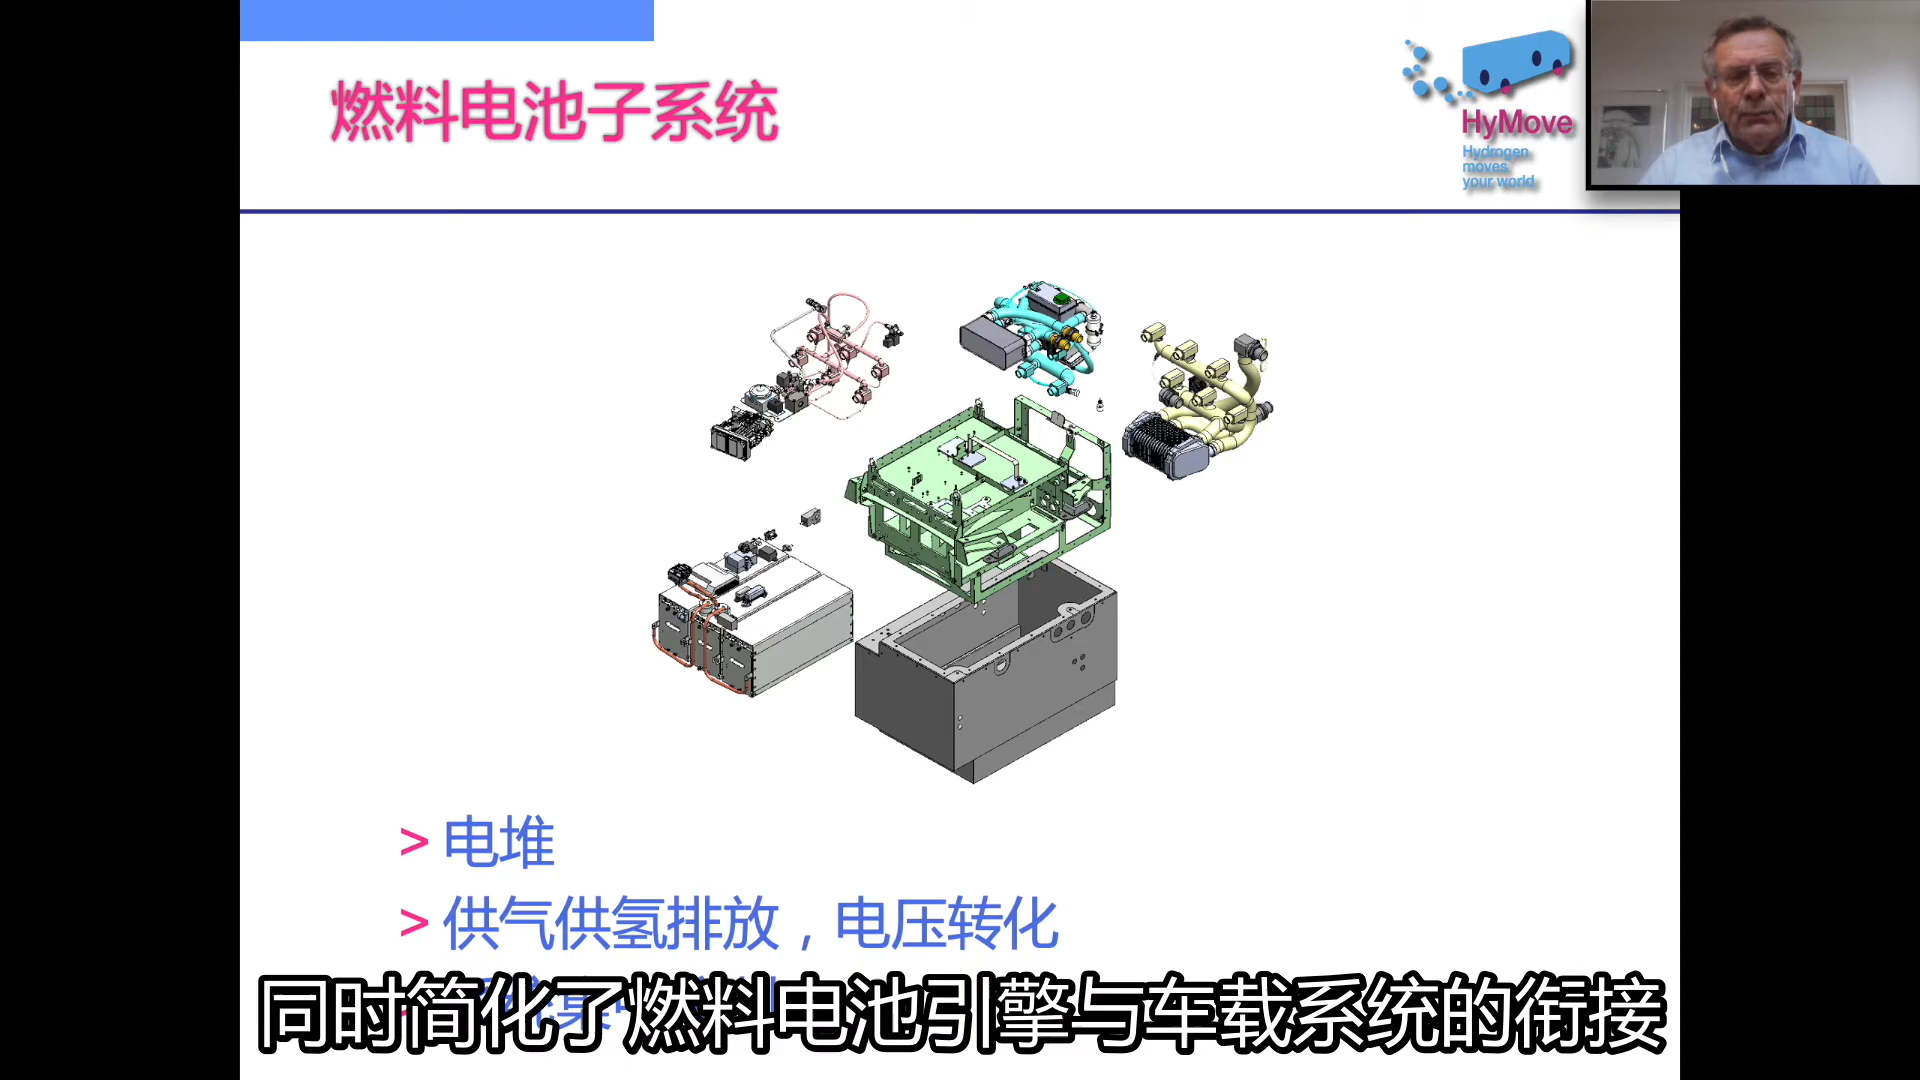 燃料电池子系统
HyMove
Hydrogen
moves
your world
> 电堆
> 供气供氢排放，电压转化
同时简化了燃料电池引擎与车载系统的衔接